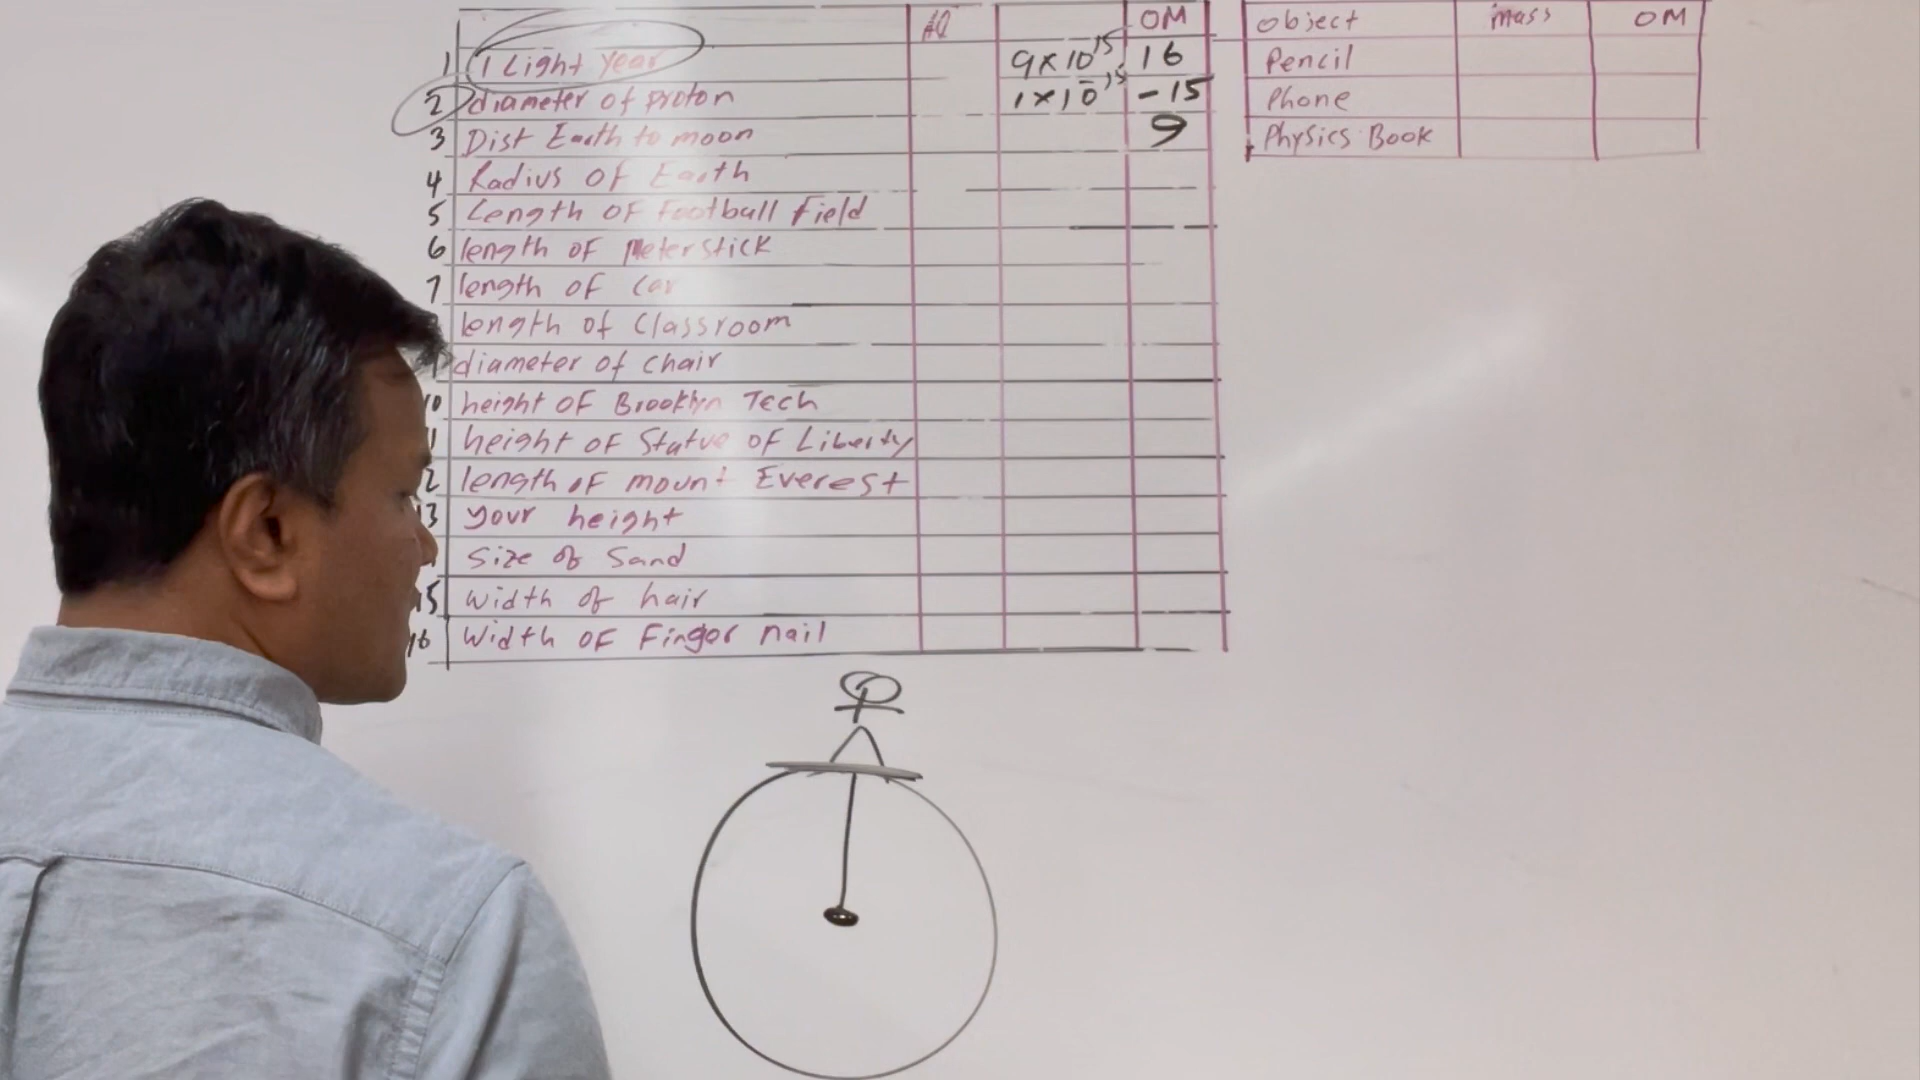 OM
1 1 Light year 9×10^15 16
2 diameter of proton 1×10^-15 -15
3 Dist Earth to moon 9
4 Radius of Earth
5 Length of Football Field
6 length of Meter stick
7 length of car
length of Classroom
diameter of chair
10 height of Brooklyn Tech
height of Statue of Liberty
2 length of mount Everest
13 your height
Size of Sand
15 width of hair
16 Width of Finger nail
Object mass OM
Pencil
Phone
Physics Book